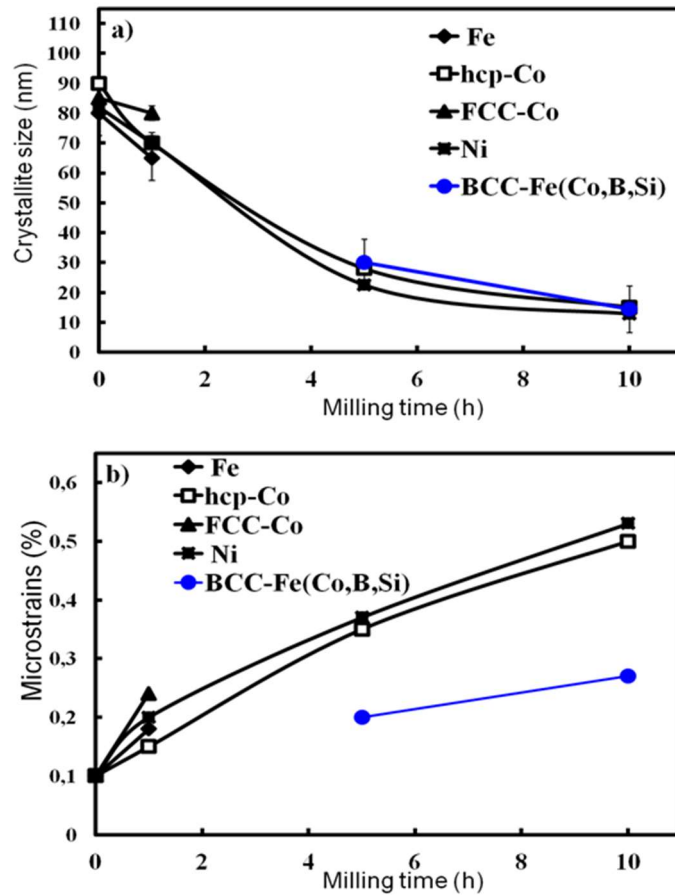 a)
Fe
hcp-Co
FCC-Co
Ni
BCC-Fe(Co,B,Si)
Crystallite size (nm)
110
100
90
80
70
60
50
40
30
20
10
0
0 2 4 6 8 10
Milling time (h)
b)
Fe
hcp-Co
FCC-Co
Ni
BCC-Fe(Co,B,Si)
Microstrains (%)
0,6
0,5
0,4
0,3
0,2
0,1
0
0 2 4 6 8 10
Milling time (h)